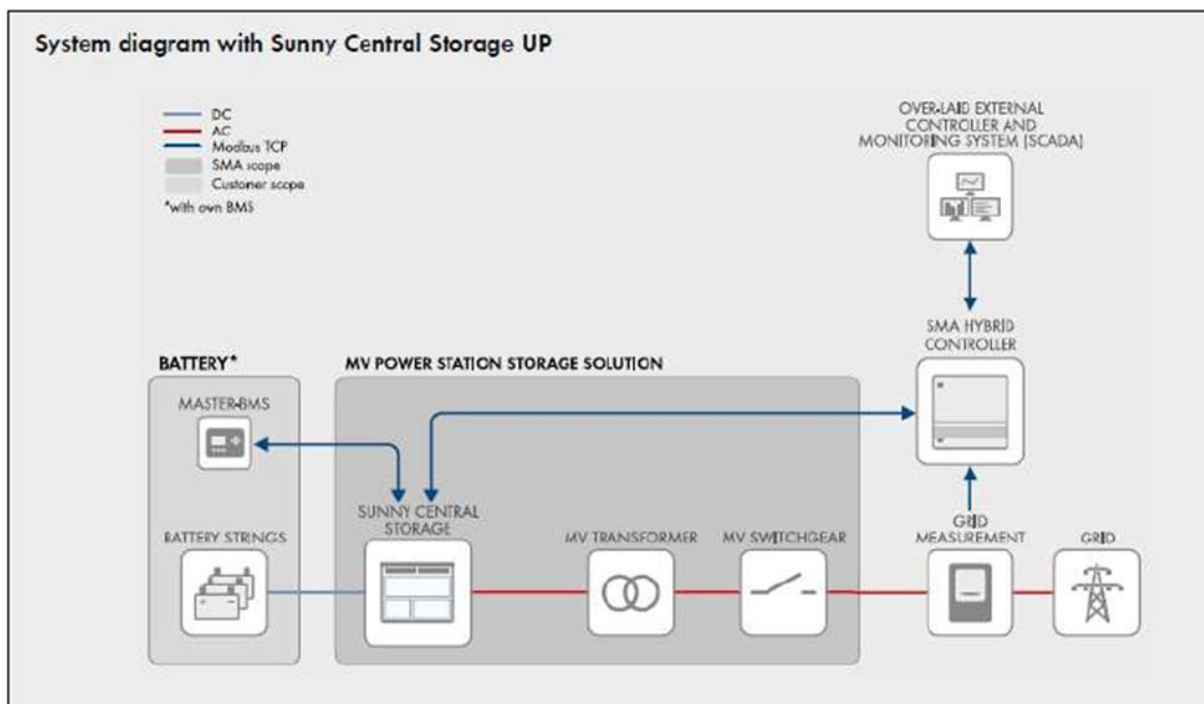 System diagram with Sunny Central Storage UP
DC
AC
Modbus TCP
SMA scope
Customer scope
*with own BMS
OVER-LAID EXTERNAL
CONTROLLER AND
MONITORING SYSTEM (SCADA)
SMA HYBRID
CONTROLLER
BATTERY*
MV POWER STATION STORAGE SOLUTION
MASTER-BMS
SUNNY CENTRAL
STORAGE
BATTERY STRINGS
MV TRANSFORMER
MV SWITCHGEAR
GRID
MEASUREMENT
GRID